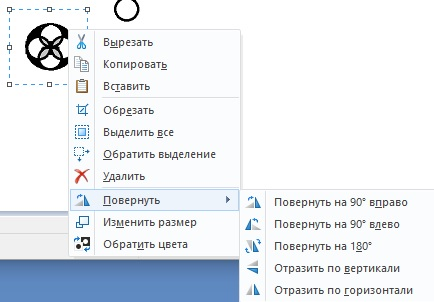 Вырезать
Копировать
Вставить
Обрезать
Выделить все
Обратить выделение
Удалить
Повернуть
Изменить размер
Обратить цвета
Повернуть на 90° вправо
Повернуть на 90° влево
Повернуть на 180°
Отразить по вертикали
Отразить по горизонтали